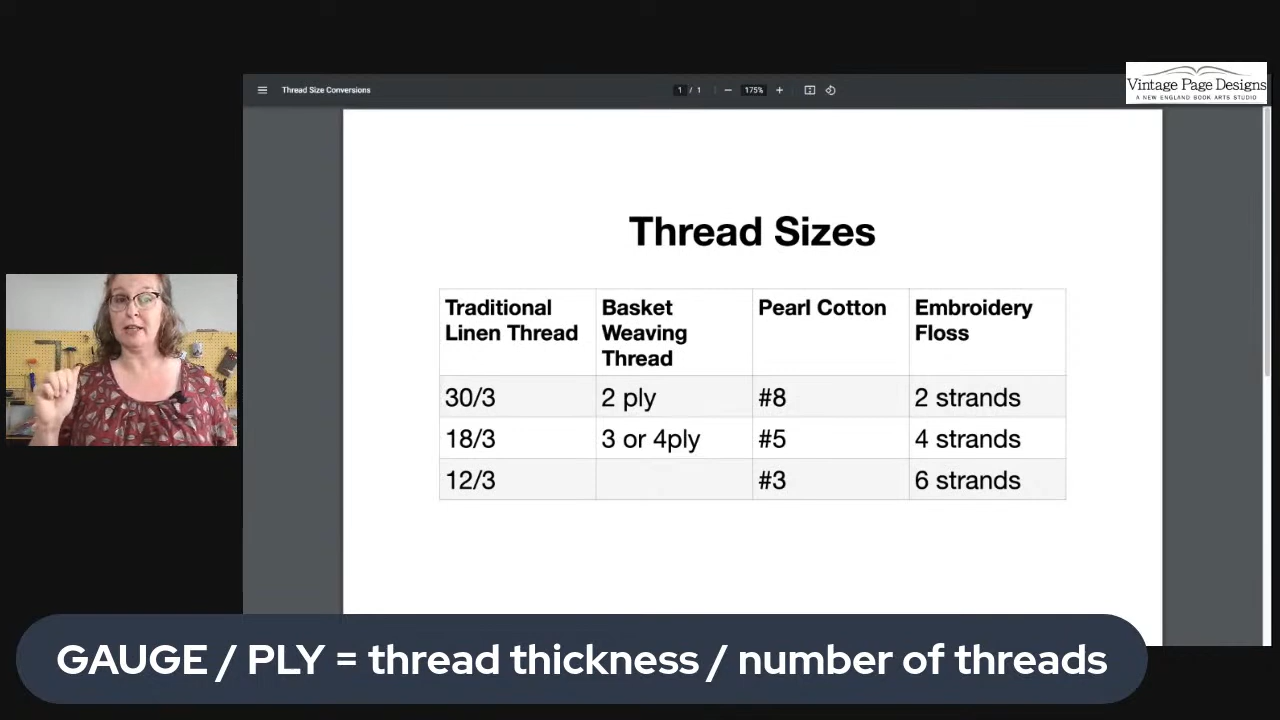 Thread Size Conversions
1 / 1
175%
Vintage Page Designs
A NEW ENGLAND BOOK ARTS STUDIO
Thread Sizes
Traditional
Linen Thread
Basket
Weaving
Thread
Pearl Cotton
Embroidery
Floss
30/3
2 ply
#8
2 strands
18/3
3 or 4ply
#5
4 strands
12/3
#3
6 strands
GAUGE / PLY = thread thickness / number of threads